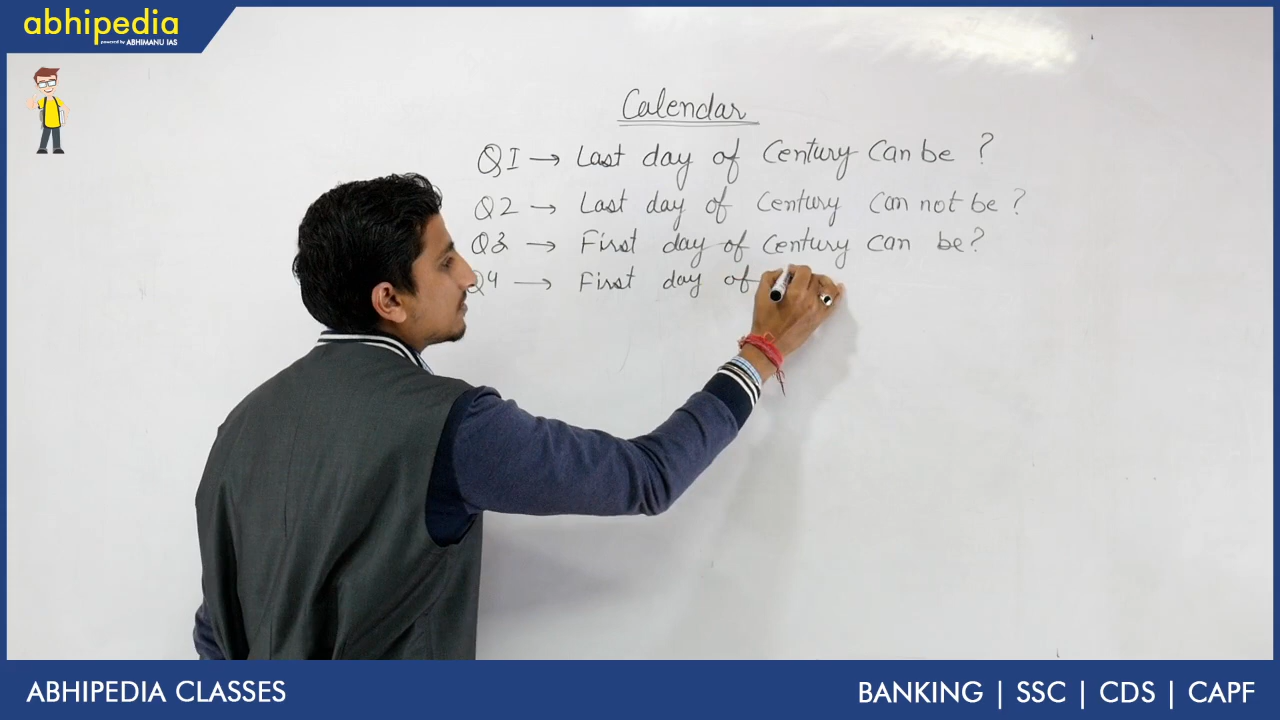 abhipedia
powered by ABHIMANU IAS
Calendar
Q1 → Last day of Century Can be ?
Q2 → Last day of Century Can not be ?
Q3 → First day of Century Can be ?
Q4 → First day of
ABHIPEDIA CLASSES
BANKING | SSC | CDS | CAPF